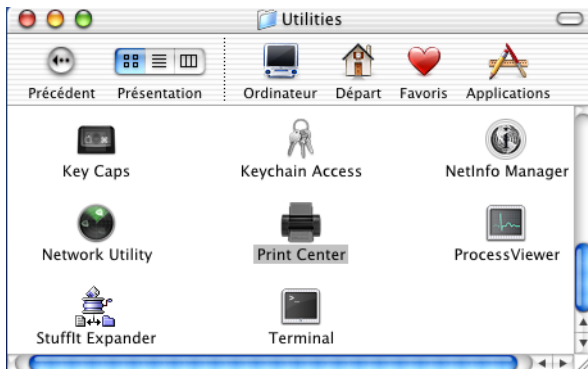 Utilities
Précédent Présentation Ordinateur Départ Favoris Applications
Key Caps Keychain Access NetInfo Manager
Network Utility Print Center ProcessViewer
StuffIt Expander Terminal